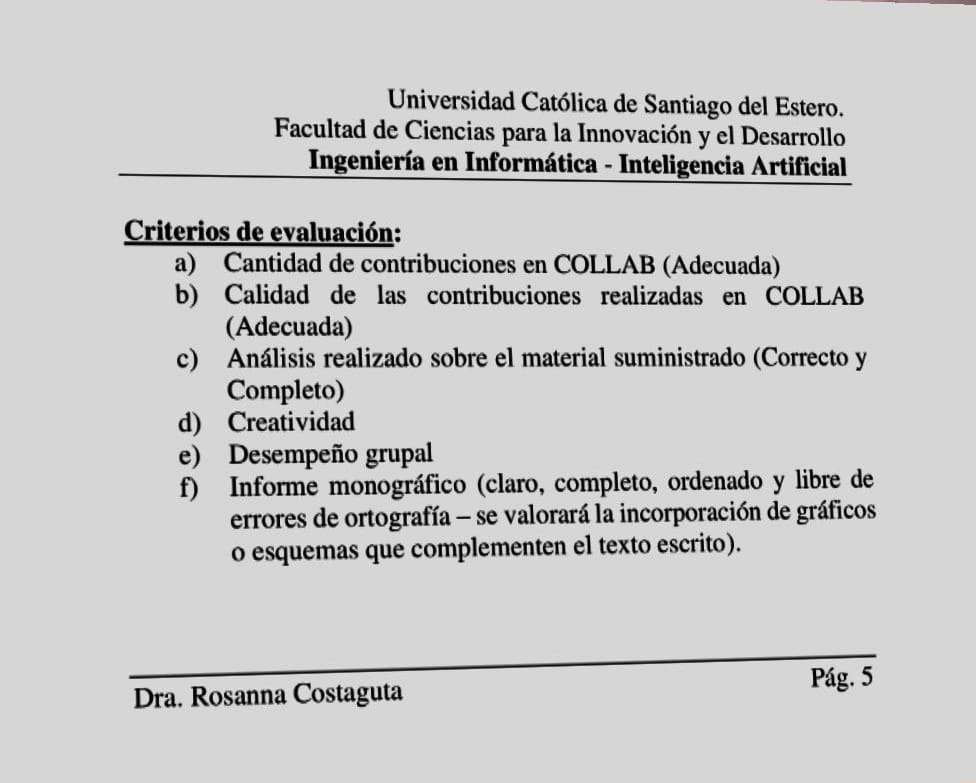 Universidad Católica de Santiago del Estero.
Facultad de Ciencias para la Innovación y el Desarrollo
Ingeniería en Informática - Inteligencia Artificial
Criterios de evaluación:
a) Cantidad de contribuciones en COLLAB (Adecuada)
b) Calidad de las contribuciones realizadas en COLLAB
(Adecuada)
c) Análisis realizado sobre el material suministrado (Correcto y
Completo)
d) Creatividad
e) Desempeño grupal
f) Informe monográfico (claro, completo, ordenado y libre de
errores de ortografía – se valorará la incorporación de gráficos
o esquemas que complementen el texto escrito).
Dra. Rosanna Costaguta
Pág. 5